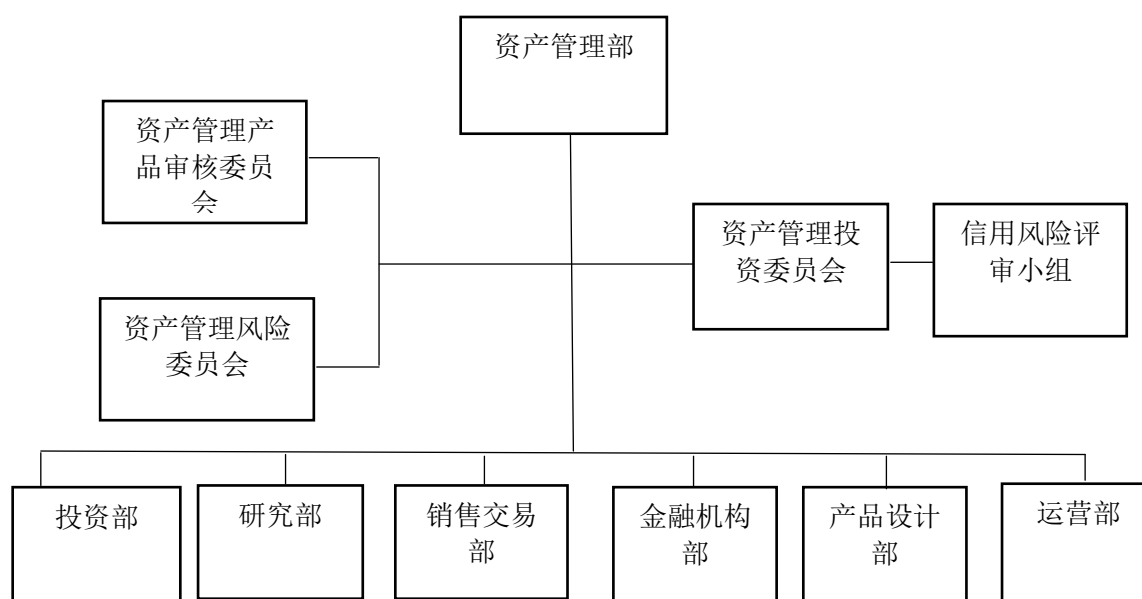 资产管理部
资产管理产
品审核委员
会
资产管理投
资委员会
信用风险评
审小组
资产管理风险
委员会
投资部
研究部
销售交易
部
金融机构
部
产品设计
部
运营部